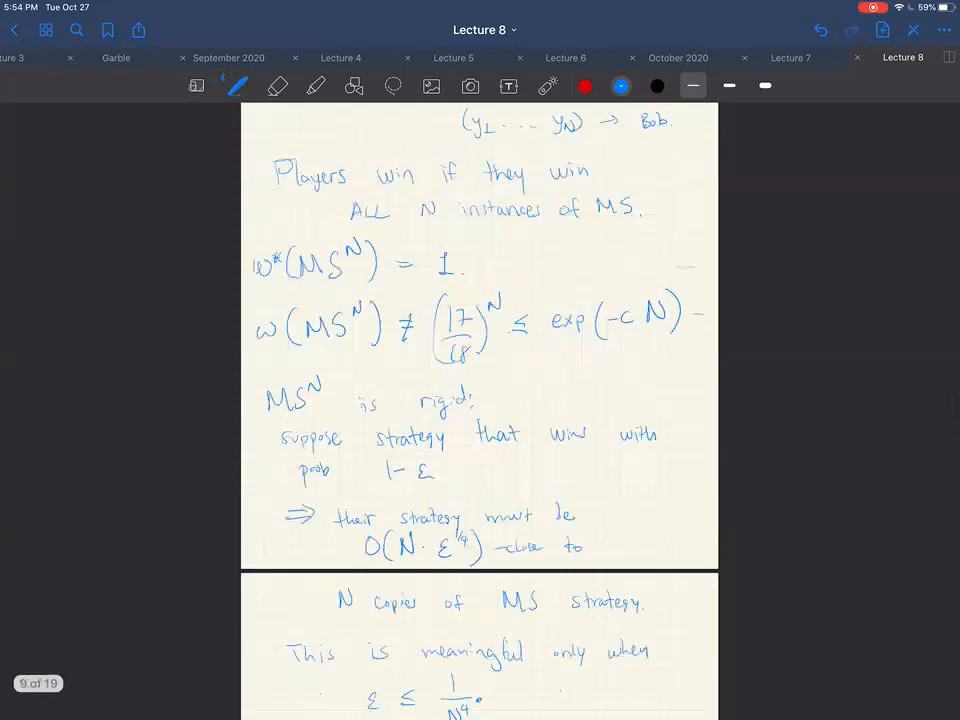 5:54 PM Tue Oct 27
59%
Lecture 8
ture 3
Garble
September 2020
Lecture 4
Lecture 5
Lecture 6
October 2020
Lecture 7
Lecture 8
(y₁ .... y_N) → Bob.
Players win if they win
ALL N instances of MS.
ω*(MS^N) = 1.
ω(MS^N) ≠ (17/18)^N ≤ exp(-c N)
MS^N is rigid:
suppose strategy that wins with
prob 1-ε
⇒ their strategy must be
O(N · ε^{1/4}) -close to
N copies of MS strategy.
This is meaningful only when
ε ≤ 1/N⁴.
9 of 19